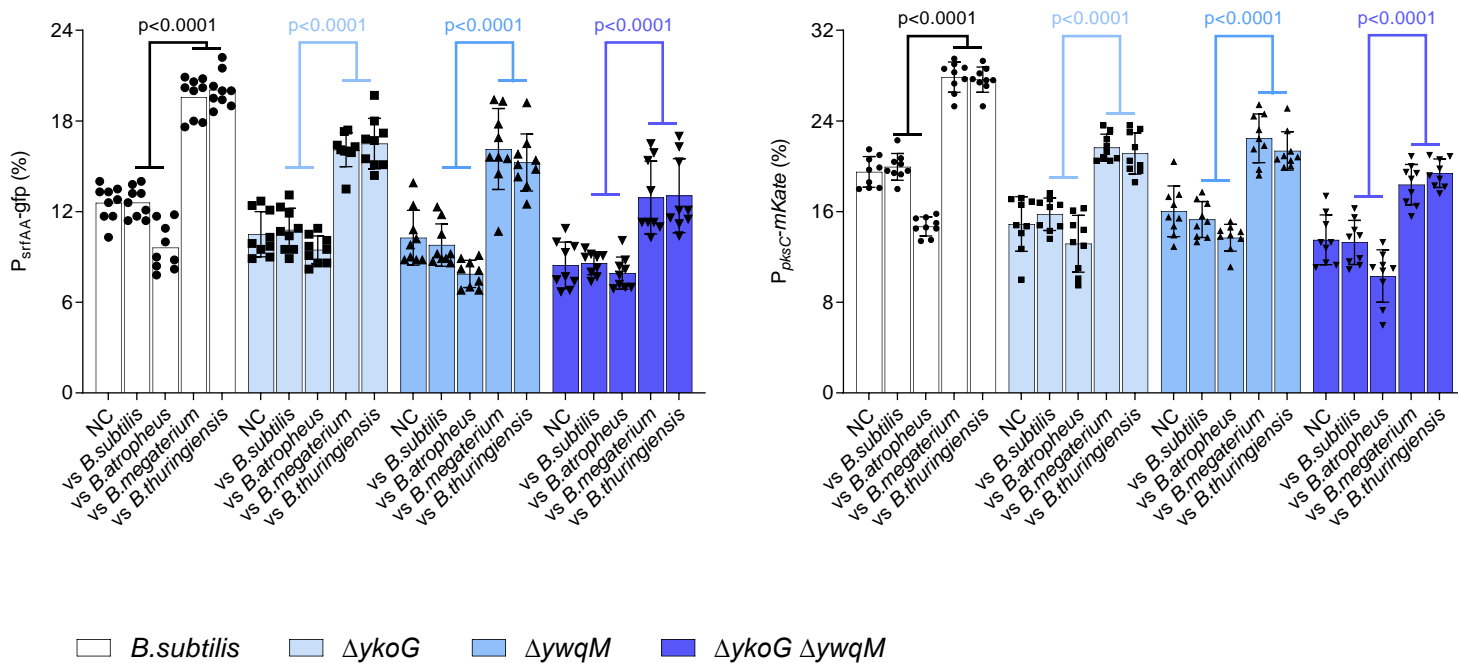 p<0.0001 p<0.0001 p<0.0001 p<0.0001
24
18
12
6
0
PsrfAA-gfp (%)
NC
vs B.subtilis
vs B.atropheus
vs B.megaterium
vs B.thuringiensis
NC
vs B.subtilis
vs B.atropheus
vs B.megaterium
vs B.thuringiensis
NC
vs B.subtilis
vs B.atropheus
vs B.megaterium
vs B.thuringiensis
NC
vs B.subtilis
vs B.atropheus
vs B.megaterium
vs B.thuringiensis
p<0.0001 p<0.0001 p<0.0001 p<0.0001
32
24
16
8
0
PpksC-mKate (%)
NC
vs B.subtilis
vs B.atropheus
vs B.megaterium
vs B.thuringiensis
NC
vs B.subtilis
vs B.atropheus
vs B.megaterium
vs B.thuringiensis
NC
vs B.subtilis
vs B.atropheus
vs B.megaterium
vs B.thuringiensis
NC
vs B.subtilis
vs B.atropheus
vs B.megaterium
vs B.thuringiensis
B.subtilis ΔykoG ΔywqM ΔykoG ΔywqM